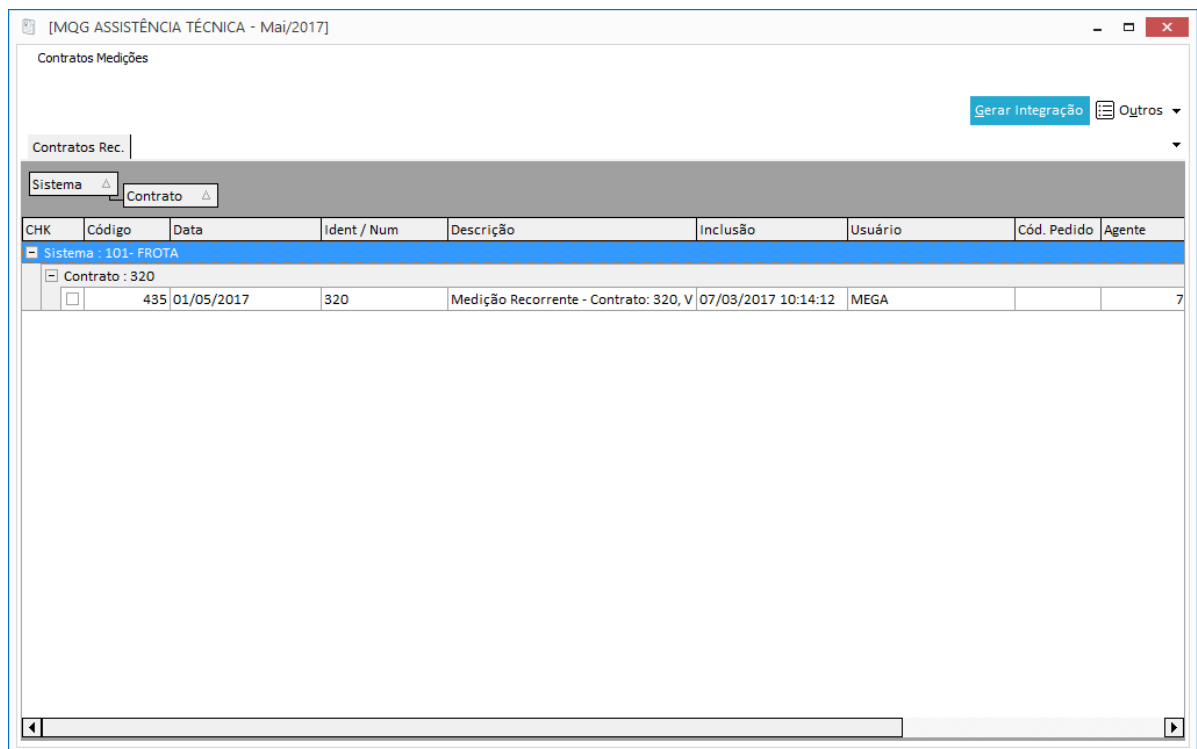 [MQG ASSISTÊNCIA TÉCNICA - Mai/2017]
Contratos Medições
Gerar Integração Outros
Contratos Rec.
Sistema
Contrato
CHK Código Data Ident / Num Descrição Inclusão Usuário Cód. Pedido Agente
Sistema : 101- FROTA
Contrato : 320
435 01/05/2017 320 Medição Recorrente - Contrato: 320, V 07/03/2017 10:14:12 MEGA 7